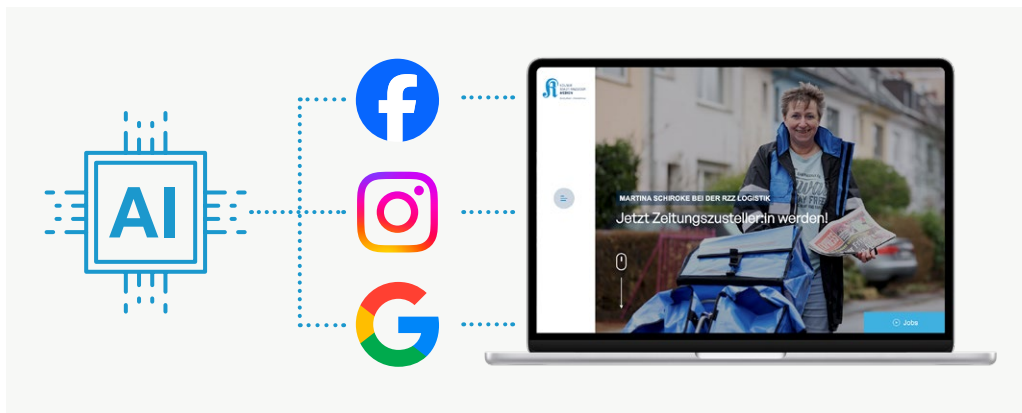 AI
MARTINA SCHIROKE BEI DER RZZ LOGISTIK
Jetzt Zeitungszusteller:in werden!
Jobs